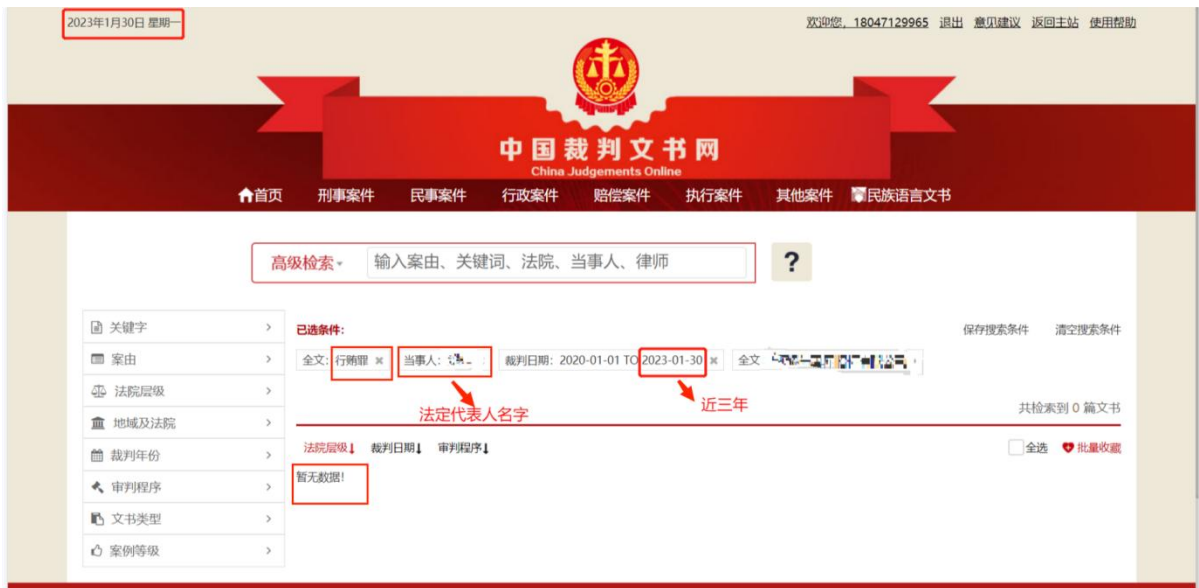 2023年1月30日 星期一
欢迎您，18047129965 退出 意见建议 返回主站 使用帮助
中国裁判文书网
China Judgements Online
首页 刑事案件 民事案件 行政案件 赔偿案件 执行案件 其他案件 民族语言文书
高级检索 输入案由、关键词、法院、当事人、律师 ?
关键字
案由
法院层级
地域及法院
裁判年份
审判程序
文书类型
案例等级
已选条件:
保存搜索条件 清空搜索条件
全文: 行贿罪 × 当事人: 裁判日期: 2020-01-01 TO 2023-01-30 × 全文
法定代表人名字
近三年
共检索到 0 篇文书
法院层级↓ 裁判日期↓ 审判程序↓
全选 批量收藏
暂无数据!